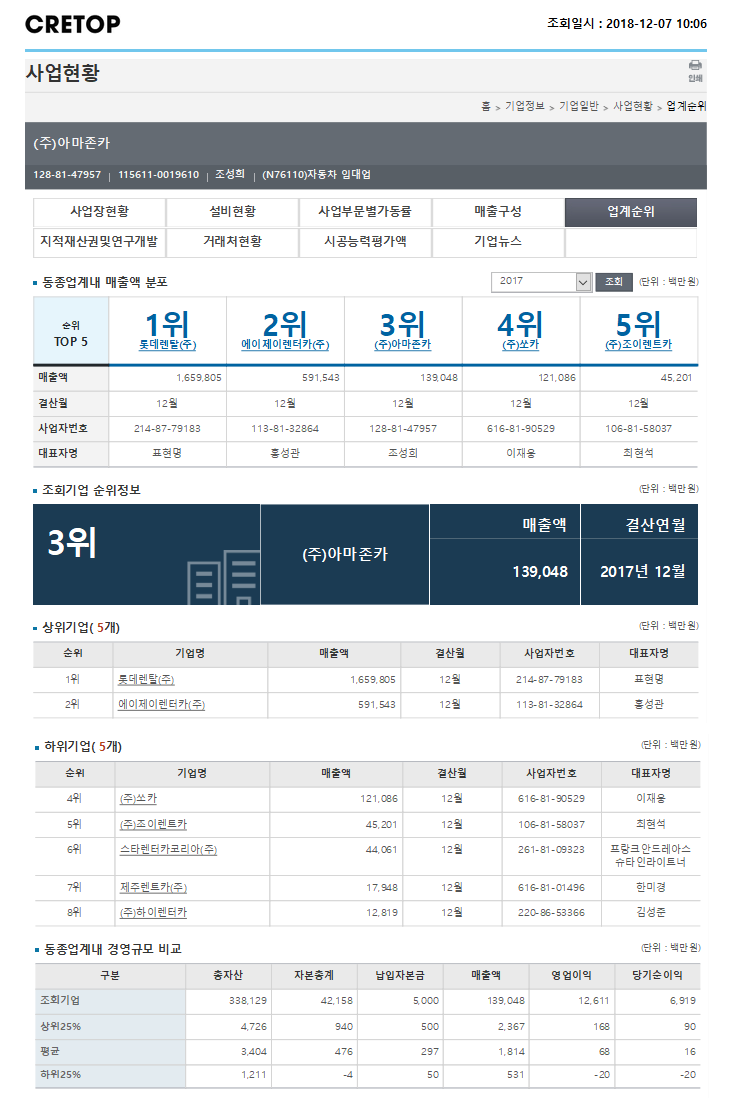 CRETOP
조회일시 : 2018-12-07 10:06
사업현황
인쇄
홈 > 기업정보 > 기업일반 > 사업현황 > 업계순위
(주)아마존카
128-81-47957 | 115611-0019610 | 조성희 | (N76110)자동차 임대업
사업장현황 설비현황 사업부문별가동률 매출구성 업계순위
지적재산권및연구개발 거래처현황 시공능력평가액 기업뉴스
동종업계내 매출액 분포 2017 조회 (단위 : 백만원)
순위 TOP 5 1위 2위 3위 4위 5위
롯데렌탈(주) 에이제이렌터카(주) (주)아마존카 (주)쏘카 (주)조이렌트카
매출액 1,659,805 591,543 139,048 121,086 45,201
결산월 12월 12월 12월 12월 12월
사업자번호 214-87-79183 113-81-32864 128-81-47957 616-81-90529 106-81-58037
대표자명 표현명 홍성관 조성희 이재웅 최현석
조회기업 순위정보 (단위 : 백만원)
3위 (주)아마존카 매출액 결산연월
139,048 2017년 12월
상위기업( 5개) (단위 : 백만원)
순위 기업명 매출액 결산월 사업자번호 대표자명
1위 롯데렌탈(주) 1,659,805 12월 214-87-79183 표현명
2위 에이제이렌터카(주) 591,543 12월 113-81-32864 홍성관
하위기업( 5개) (단위 : 백만원)
순위 기업명 매출액 결산월 사업자번호 대표자명
4위 (주)쏘카 121,086 12월 616-81-90529 이재웅
5위 (주)조이렌트카 45,201 12월 106-81-58037 최현석
6위 스타렌터카코리아(주) 44,061 12월 261-81-09323 프랑크안드레아스
슈타인라이트너
7위 제주렌트카(주) 17,948 12월 616-81-01496 한미경
8위 (주)하이렌터카 12,819 12월 220-86-53366 김성준
동종업계내 경영규모 비교 (단위 : 백만원)
구분 총자산 자본총계 납입자본금 매출액 영업이익 당기순이익
조회기업 338,129 42,158 5,000 139,048 12,611 6,919
상위25% 4,726 940 500 2,367 168 90
평균 3,404 476 297 1,814 68 16
하위25% 1,211 -4 50 531 -20 -20